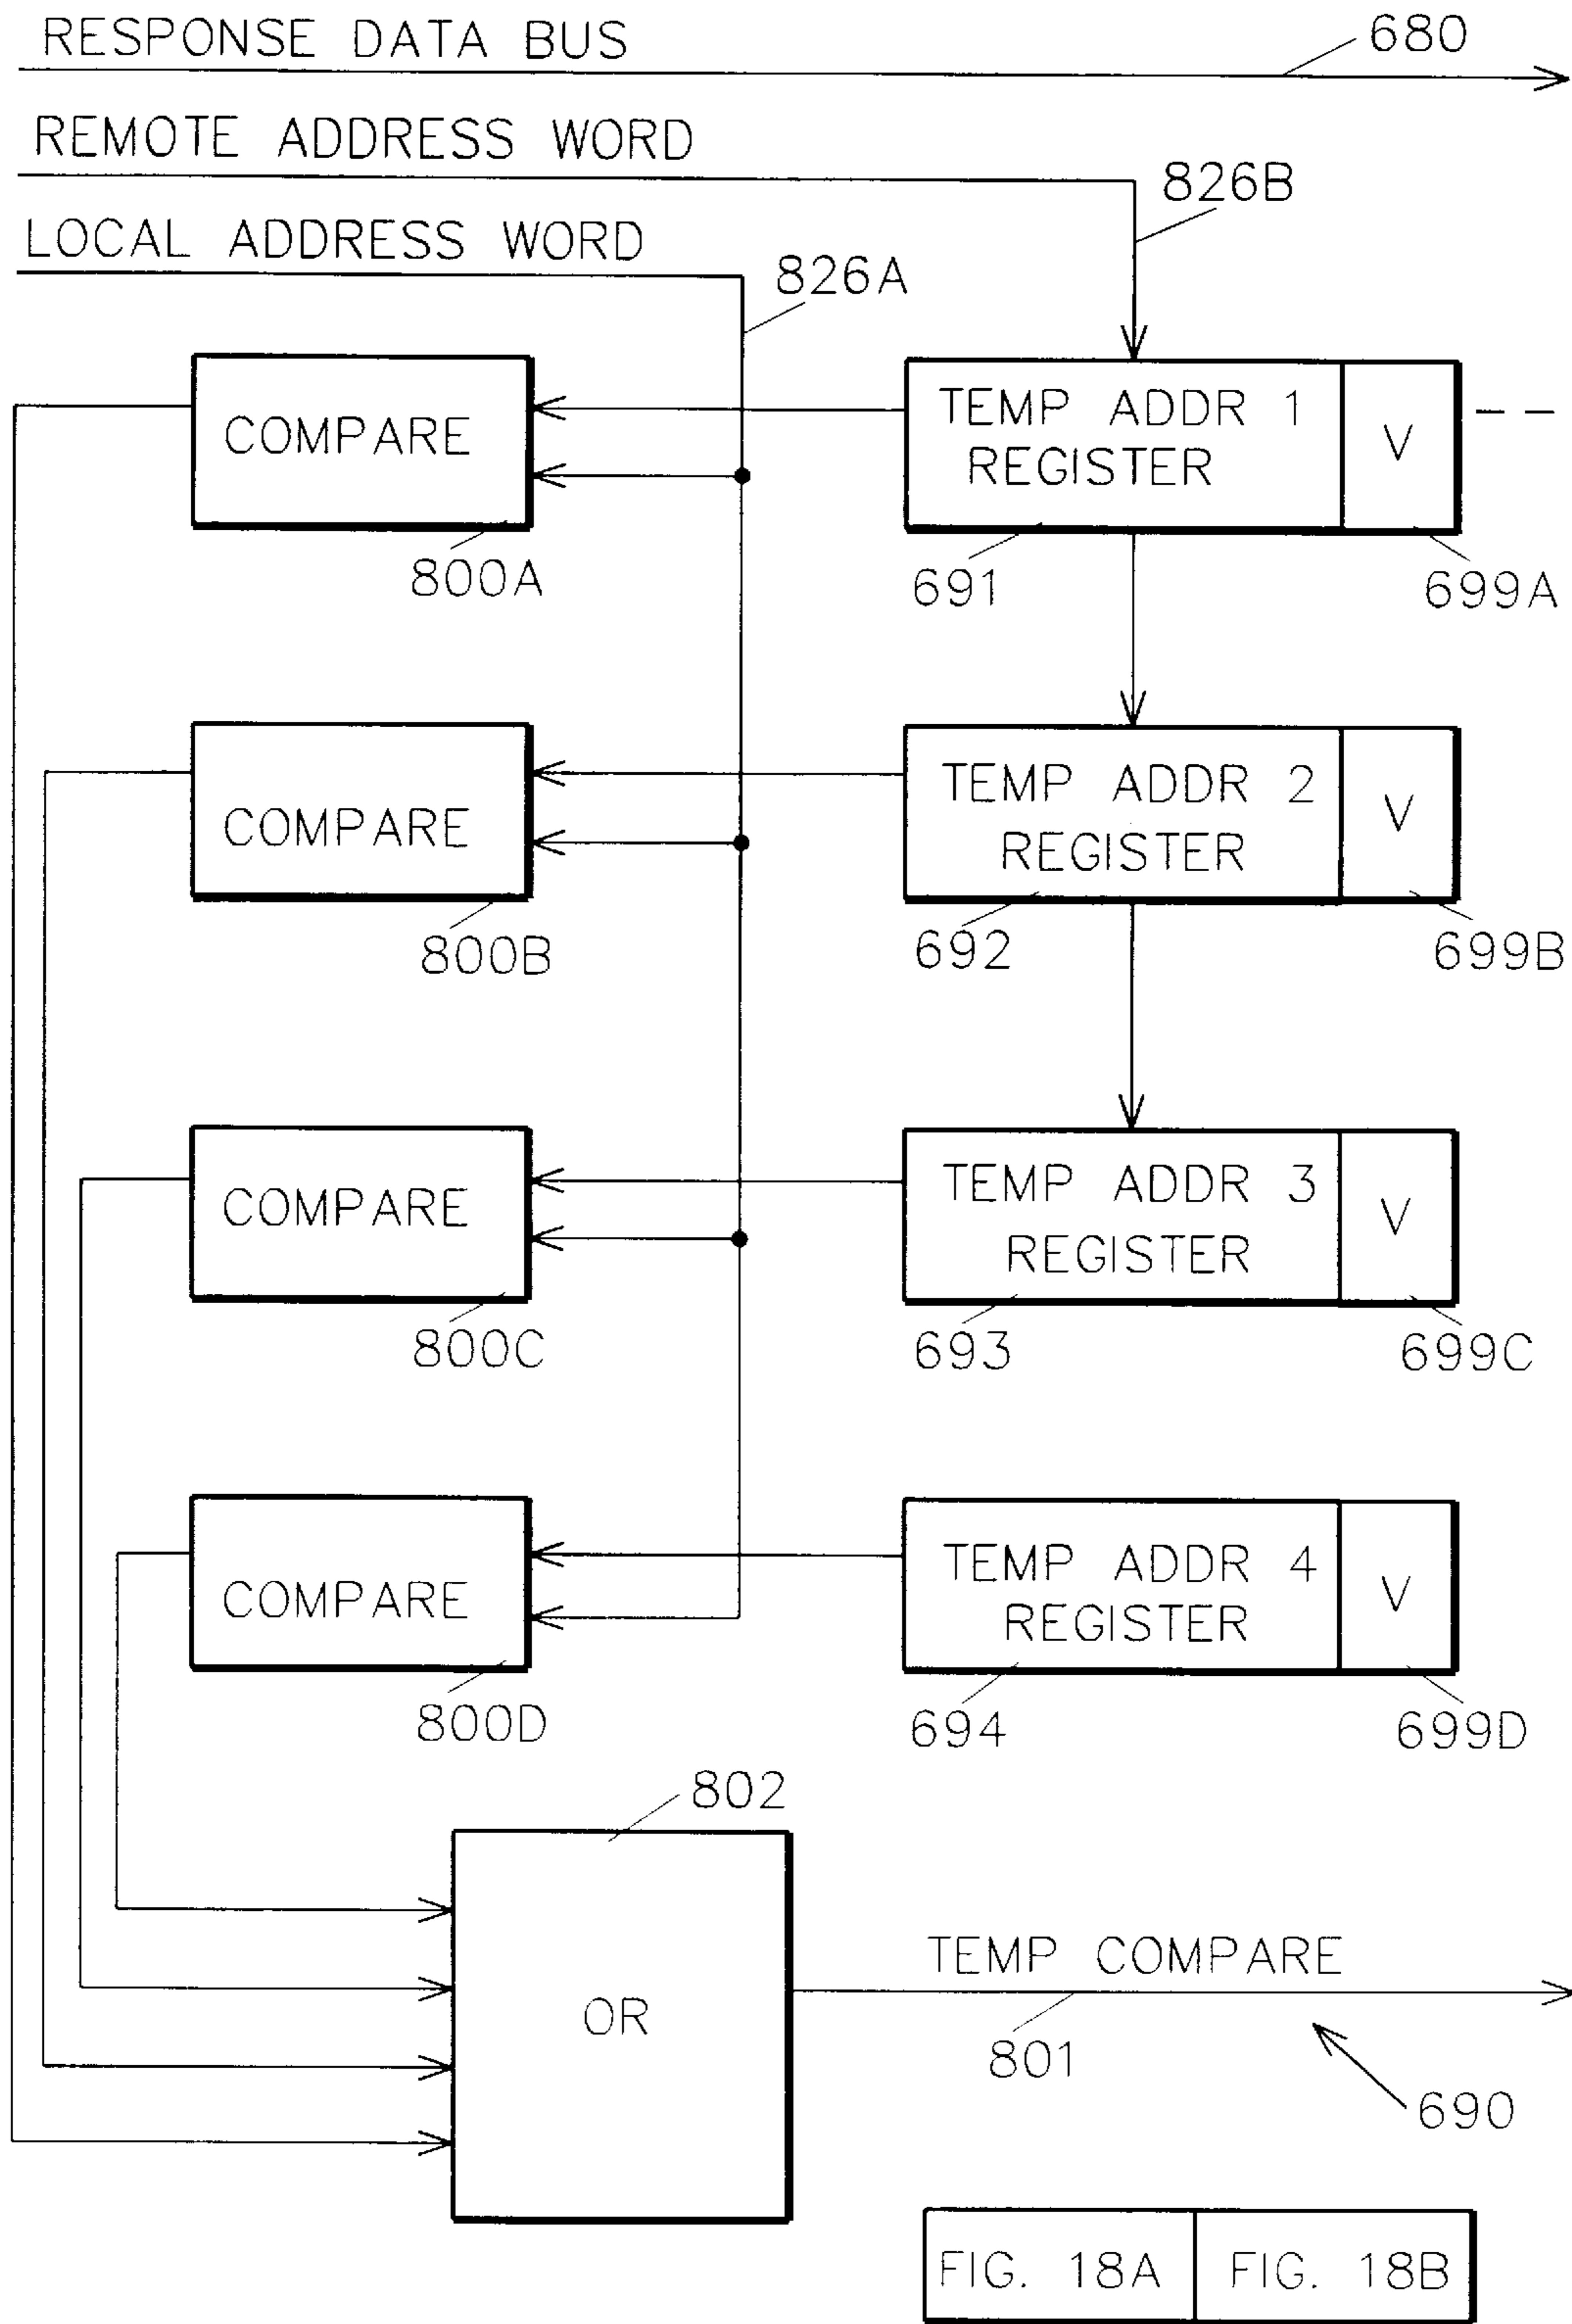 RESPONSE DATA BUS
680
REMOTE ADDRESS WORD
826B
LOCAL ADDRESS WORD
826A
COMPARE
800A
TEMP ADDR 1
REGISTER
V
691
699A
COMPARE
800B
TEMP ADDR 2
REGISTER
V
692
699B
COMPARE
800C
TEMP ADDR 3
REGISTER
V
693
699C
COMPARE
800D
TEMP ADDR 4
REGISTER
V
694
699D
802
OR
TEMP COMPARE
801
690
FIG. 18A
FIG. 18B